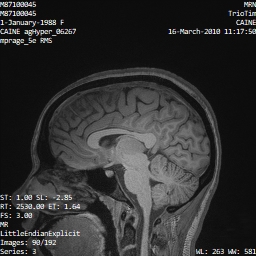 M87100045
M87100045
1-January-1988 F
CAINE agHyper_06267
mprage_5e RMS
MRN
TrioTim
CAINE
16-March-2010 11:17:50
ST: 1.00 SL: -2.85
RT: 2530.00 ET: 1.64
FS: 3.00
MR
LittleEndianExplicit
Images: 90/192
Series: 3
WL: 263 WW: 581